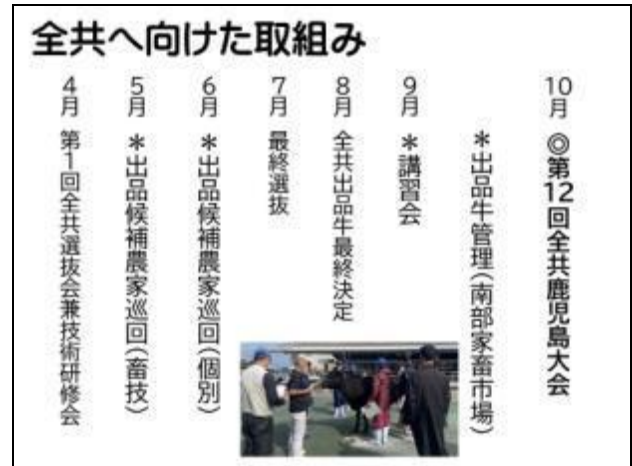 全共へ向けた取組み
4月 第1回全共選抜会兼技術研修会
5月 *出品候補農家巡回(畜技)
6月 *出品候補農家巡回(個別)
7月 最終選抜
8月 全共出品牛最終決定
9月 *講習会
*出品牛管理(南部家畜市場)
10月 ◎第12回全共鹿児島大会